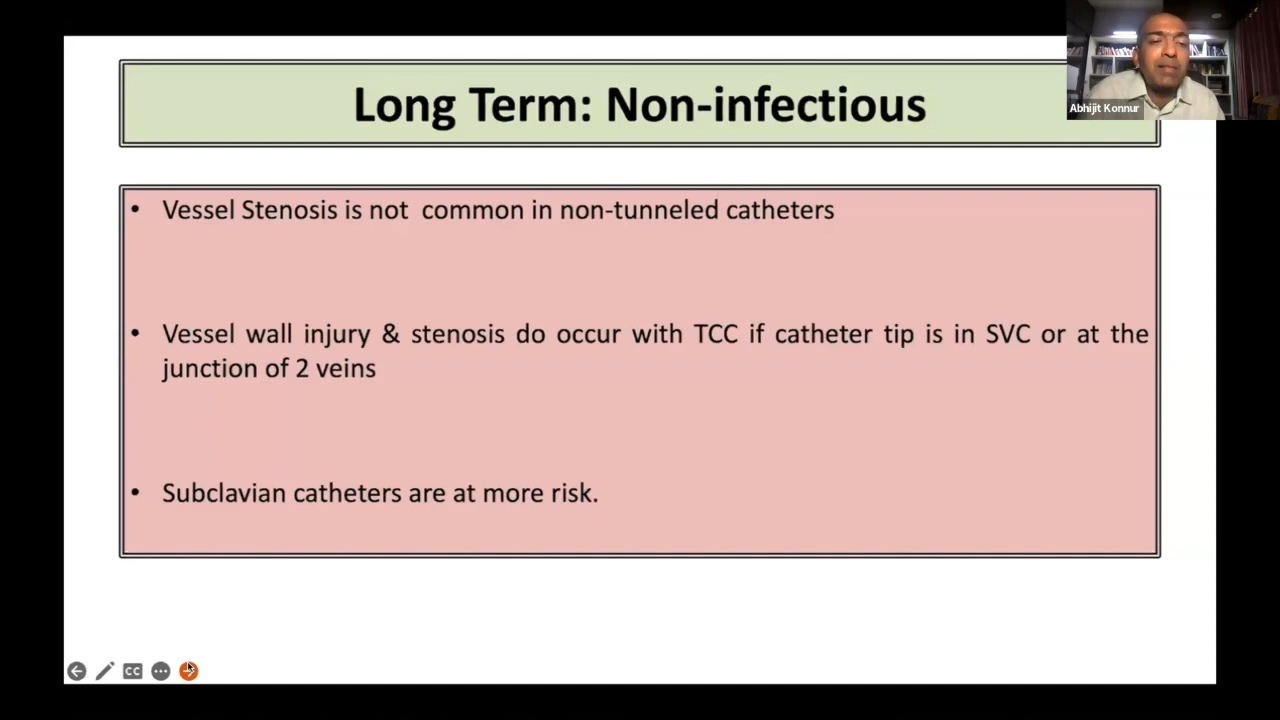 Long Term: Non-infectious
Abhijit Konnur
• Vessel Stenosis is not common in non-tunneled catheters
• Vessel wall injury & stenosis do occur with TCC if catheter tip is in SVC or at the
junction of 2 veins
• Subclavian catheters are at more risk.
CC